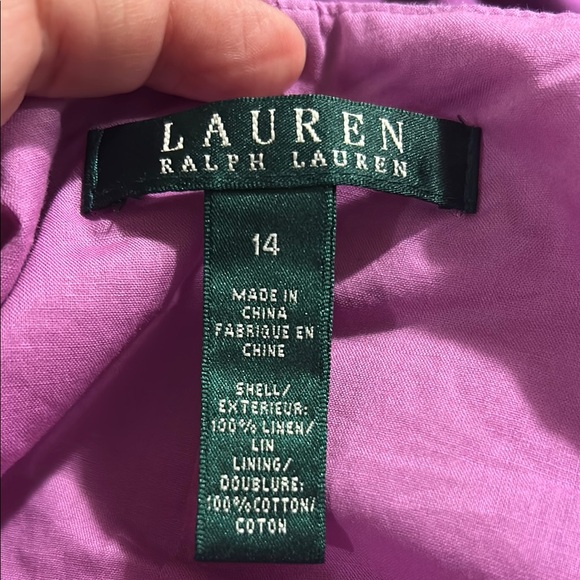 LAUREN
RALPH LAUREN
14
MADE IN
CHINA
FABRIQUE EN
CHINE
SHELL/
EXTERIEUR:
100% LINEN/
LIN
LINING/
DOUBLURE:
100%COTTON/
COTON